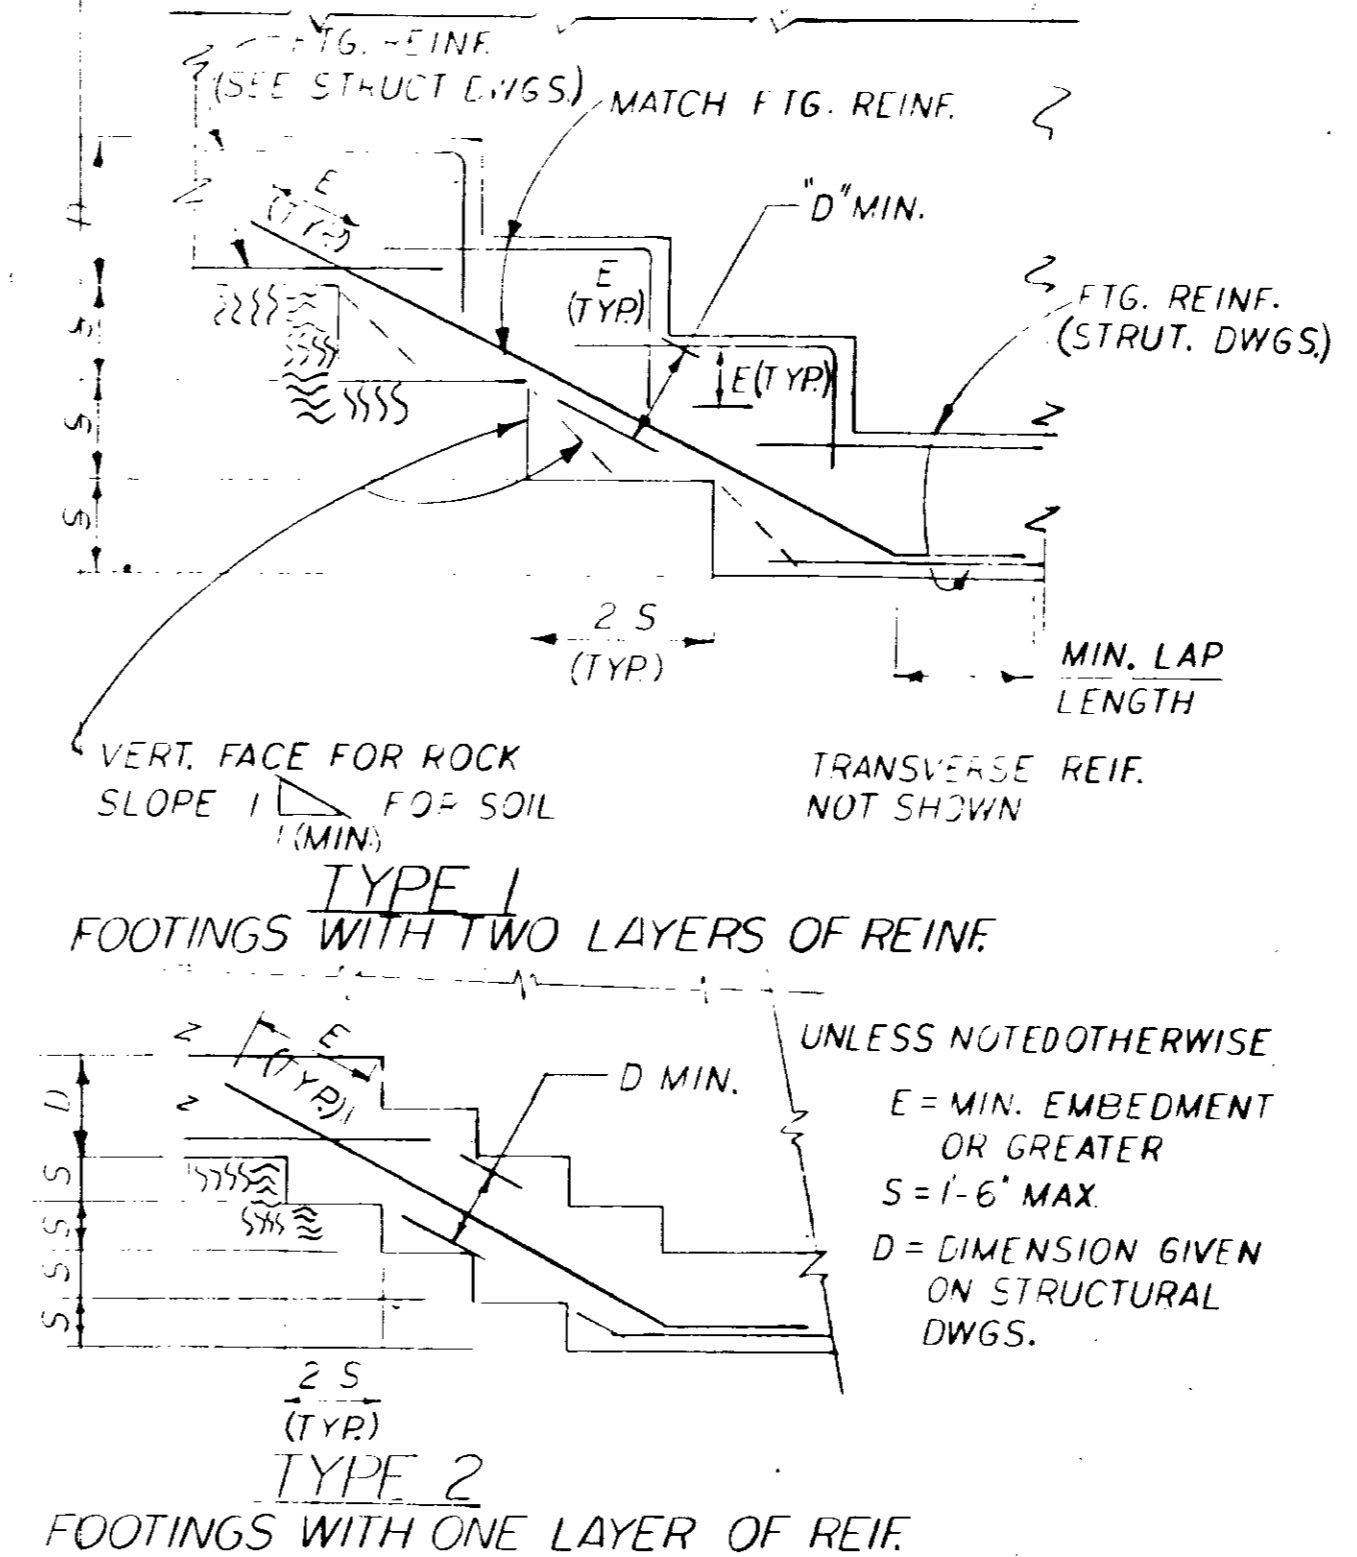 FTG. REINF.
(SEE STRUCT DWGS.)
MATCH FTG. REINF.
"D" MIN.
E
(TYP.)
E
(TYP.)
E (TYP.)
FTG. REINF.
(STRUT. DWGS.)
D
S
S
S
2 S
(TYP.)
MIN. LAP
LENGTH
VERT. FACE FOR ROCK
SLOPE 1 FOR SOIL
1 (MIN.)
TRANSVERSE REIF.
NOT SHOWN
TYPE 1
FOOTINGS WITH TWO LAYERS OF REINF.
E
(TYP.)
D MIN.
D
S
S
S
S
2 S
(TYP.)
UNLESS NOTED OTHERWISE
E = MIN. EMBEDMENT
OR GREATER
S = 1'-6" MAX.
D = DIMENSION GIVEN
ON STRUCTURAL
DWGS.
TYPE 2
FOOTINGS WITH ONE LAYER OF REIF.